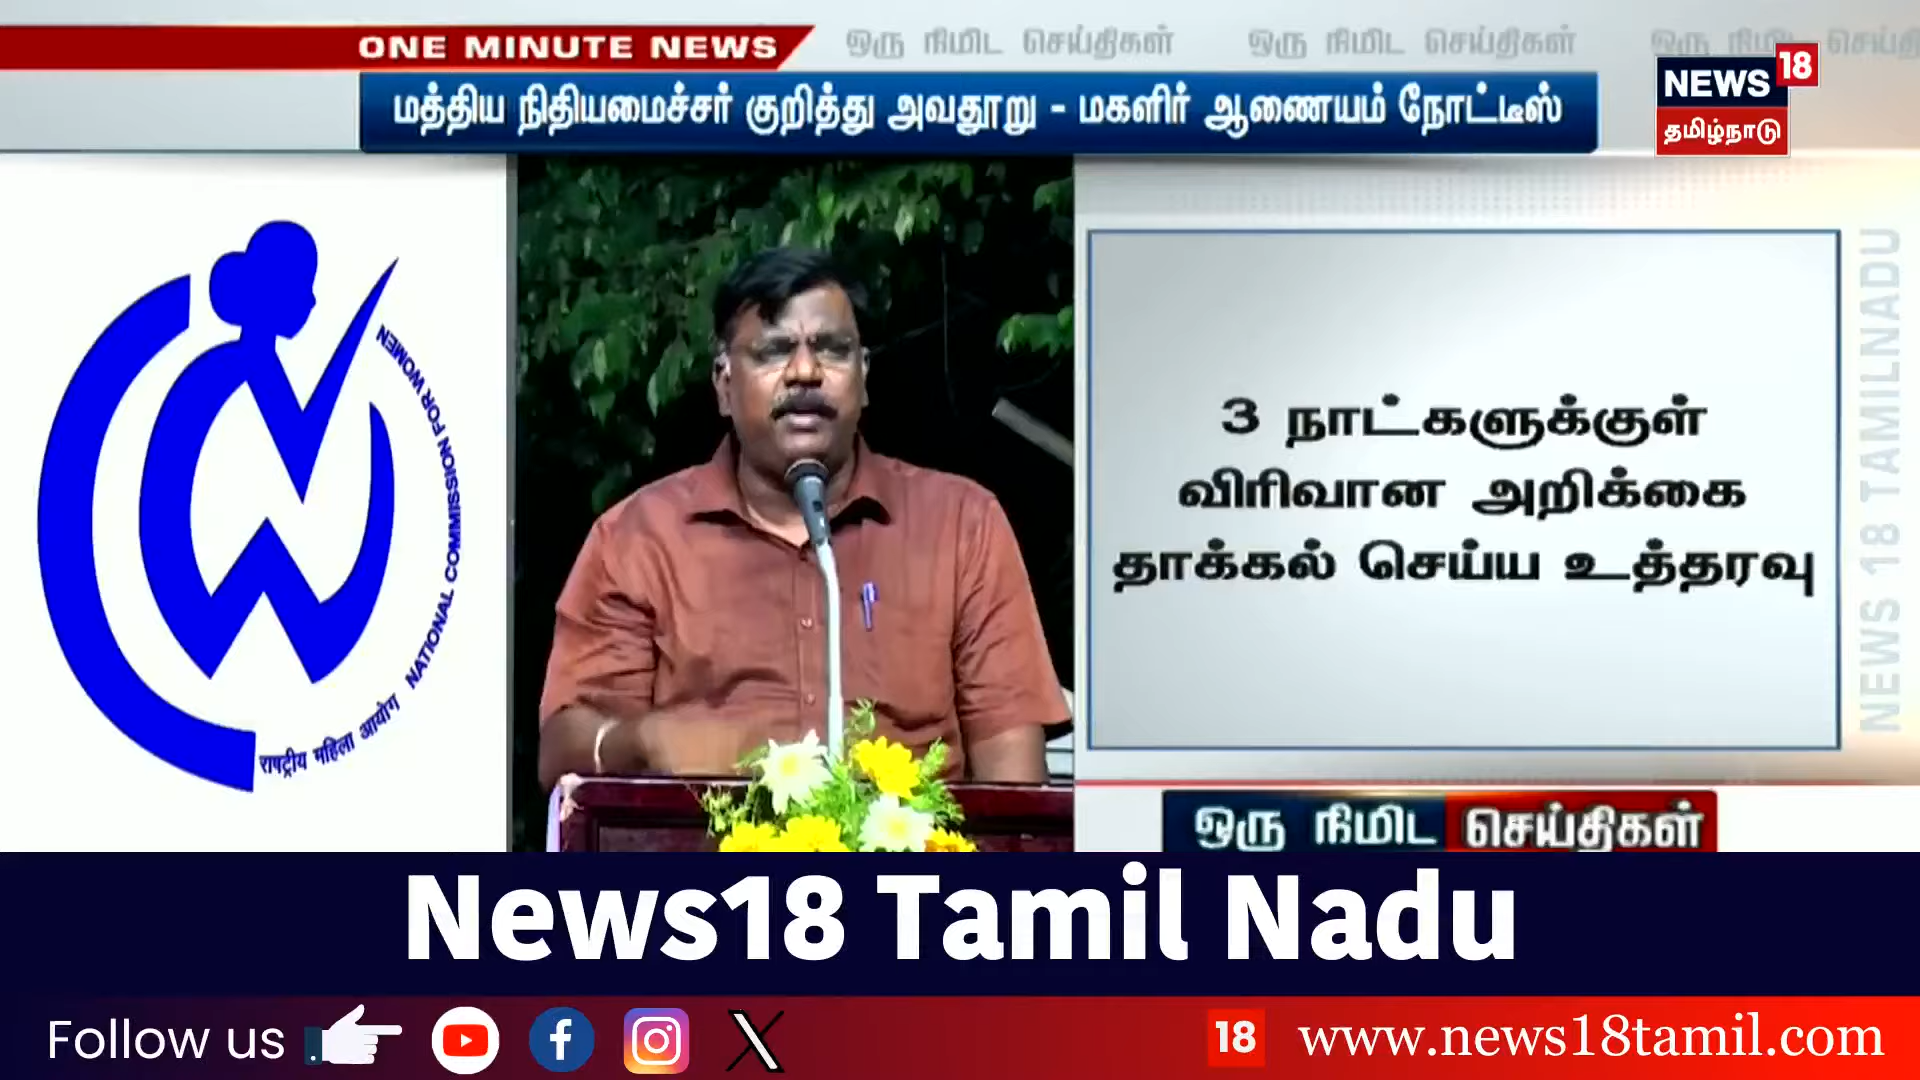 ONE MINUTE NEWS
ஒரு நிமிட செய்திகள் ஒரு நிமிட செய்திகள் ஒரு நிமிட செய்தி
மத்திய நிதியமைச்சர் குறித்து அவதூறு - மகளிர் ஆணையம் நோட்டீஸ்
NEWS 18
தமிழ்நாடு
राष्ट्रीय महिला आयोग NATIONAL COMMISSION FOR WOMEN
3 நாட்களுக்குள்
விரிவான அறிக்கை
தாக்கல் செய்ய உத்தரவு
NEWS 18 TAMILNADU
ஒரு நிமிட செய்திகள்
News18 Tamil Nadu
Follow us
18 www.news18tamil.com